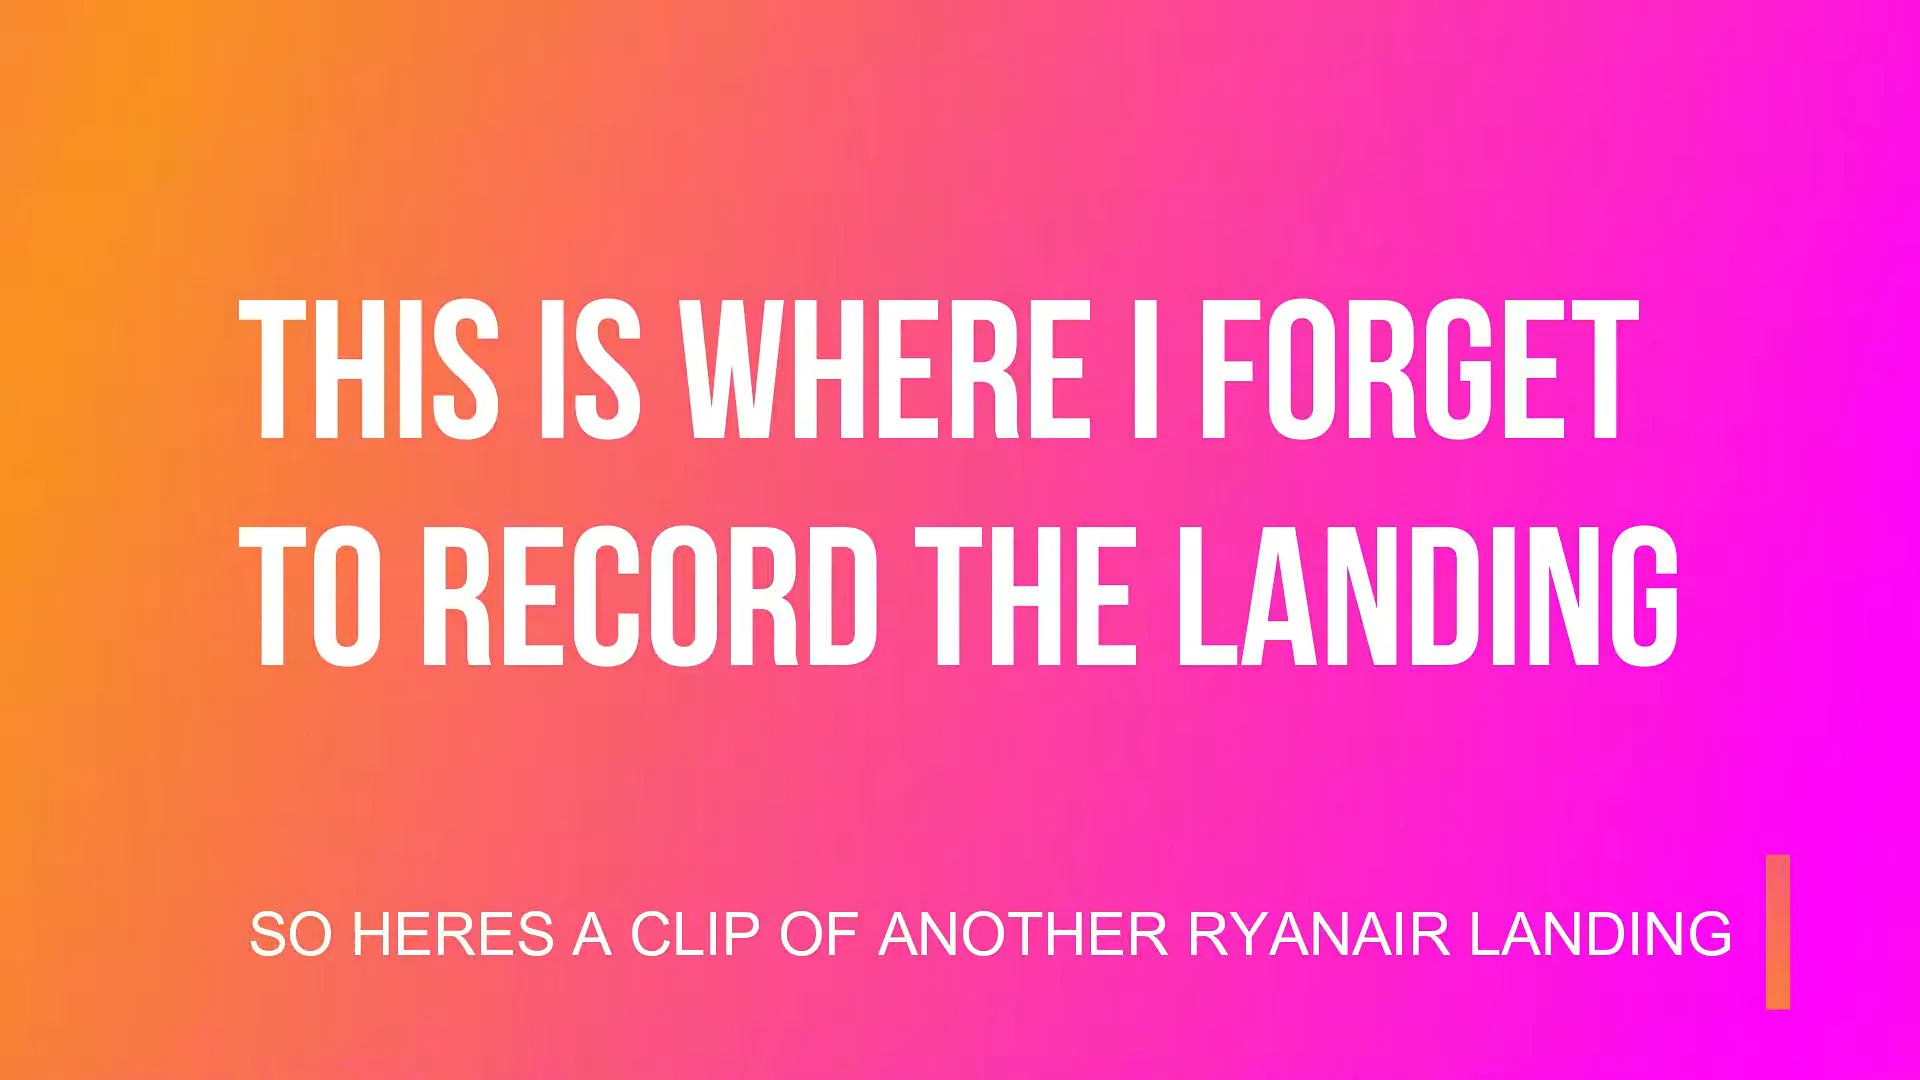 THIS IS WHERE I FORGET
TO RECORD THE LANDING
SO HERES A CLIP OF ANOTHER RYANAIR LANDING